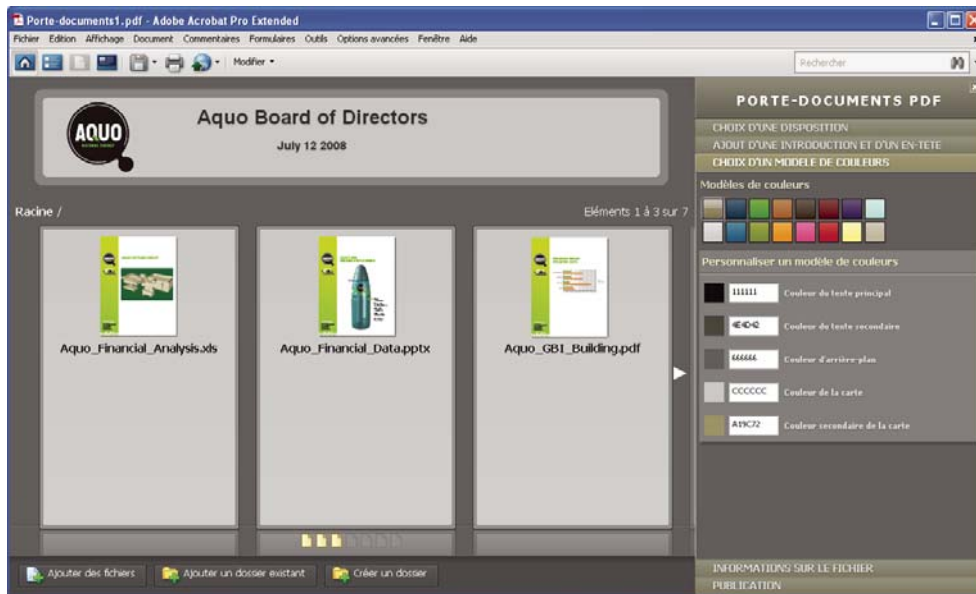 Porte-documents1.pdf - Adobe Acrobat Pro Extended
Fichier Edition Affichage Document Commentaires Formulaires Outils Options avancées Fenêtre Aide
Modifier
Rechercher
AQUO
Aquo Board of Directors
July 12 2008
Racine /
Eléments 1 à 3 sur 7
Aquo_Financial_Analysis.xls
Aquo_Financial_Data.pptx
Aquo_GBI_Building.pdf
Ajouter des fichiers
Ajouter un dossier existant
Créer un dossier
PORTE-DOCUMENTS PDF
CHOIX D'UNE DISPOSITION
AJOUT D'UNE INTRODUCTION ET D'UN EN-TETE
CHOIX D'UN MODELE DE COULEURS
Modèles de couleurs
Personnaliser un modèle de couleurs
111111 Couleur du texte principal
4E4D42 Couleur du texte secondaire
666666 Couleur d'arrière-plan
CCCCCC Couleur de la carte
A19C72 Couleur secondaire de la carte
INFORMATIONS SUR LE FICHIER
PUBLICATION